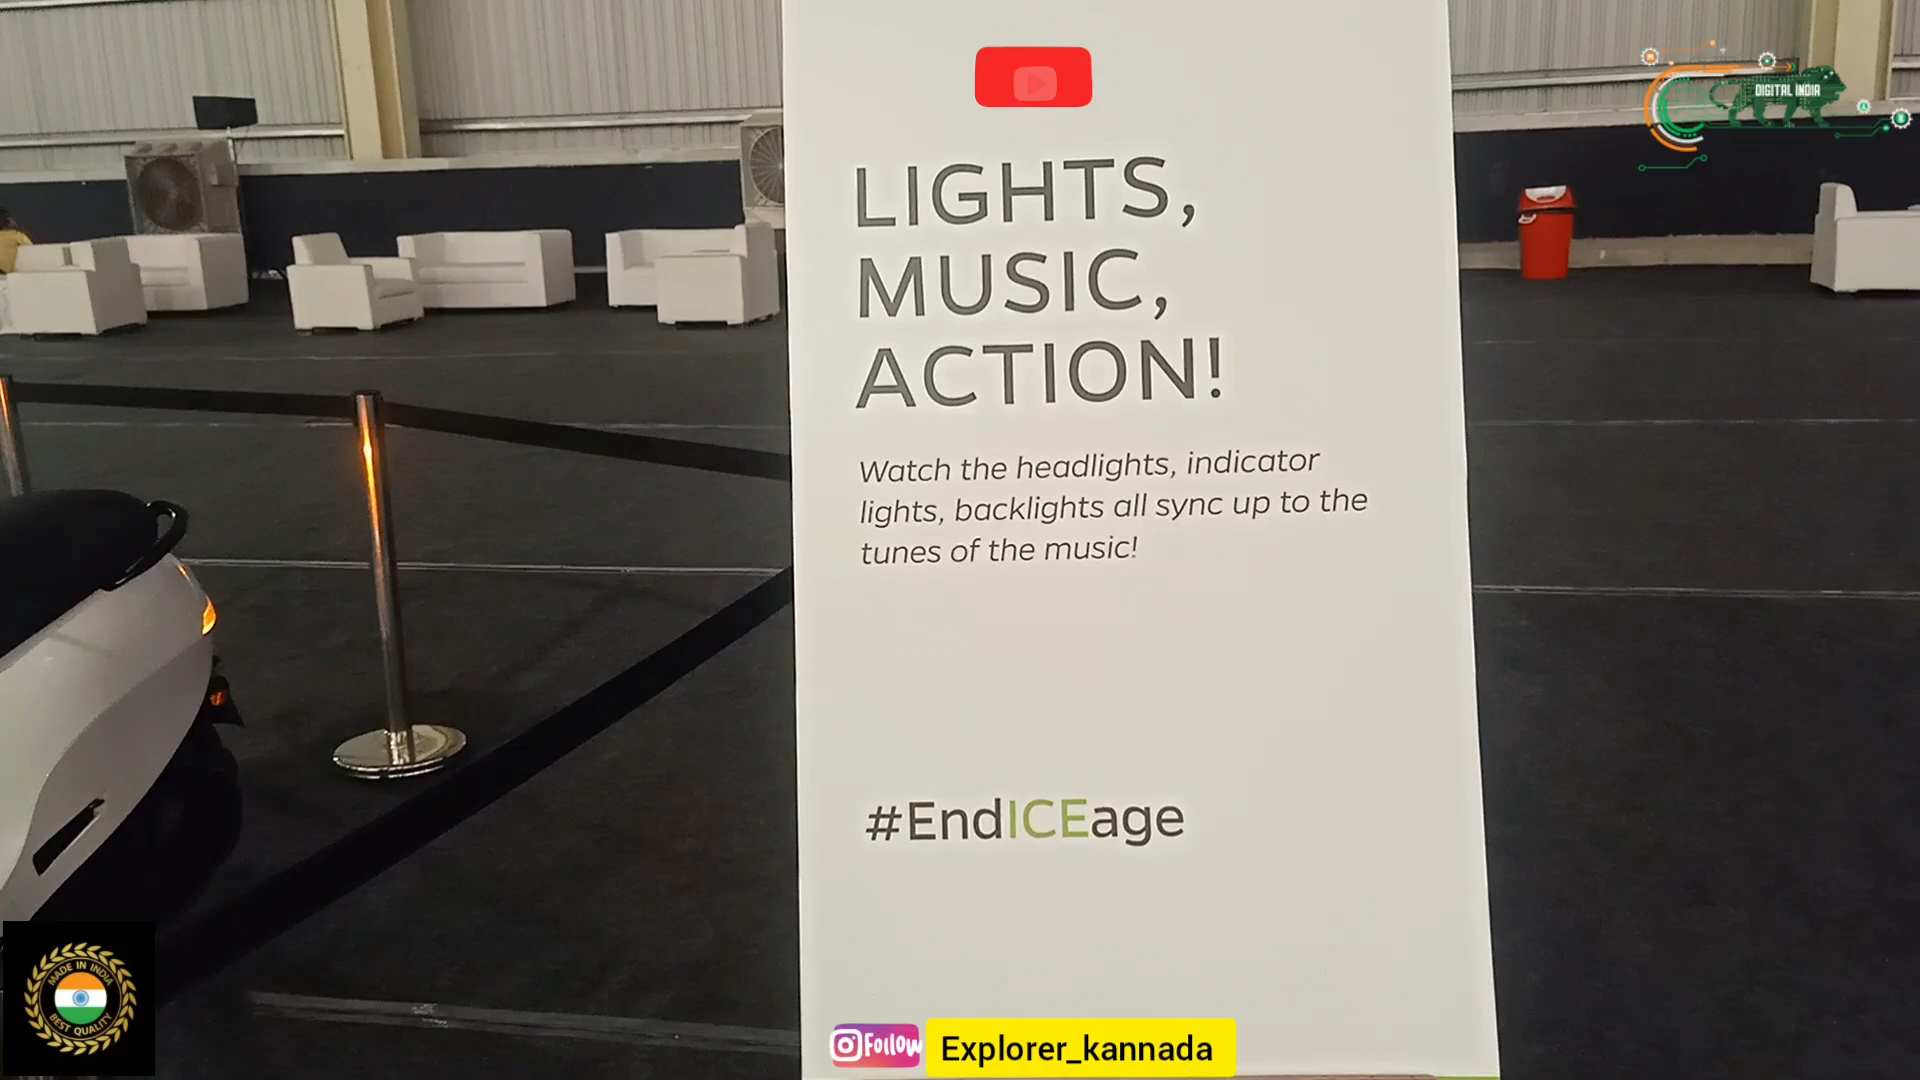 DIGITAL INDIA
LIGHTS,
MUSIC,
ACTION!
Watch the headlights, indicator
lights, backlights all sync up to the
tunes of the music!
#EndICEage
MADE IN INDIA
BEST QUALITY
Follow
Explorer_kannada